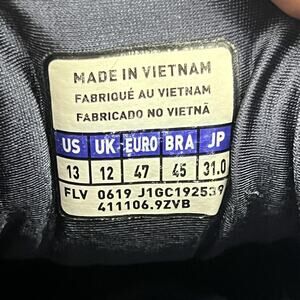 MADE IN VIETNAM
FABRIQUÉ AU VIETNAM
FABRICADO NO VIETNÃ
US UK EURO BRA JP
13 12 47 45 31.0
FLV 0619 J1GC192539
411106.9ZVB